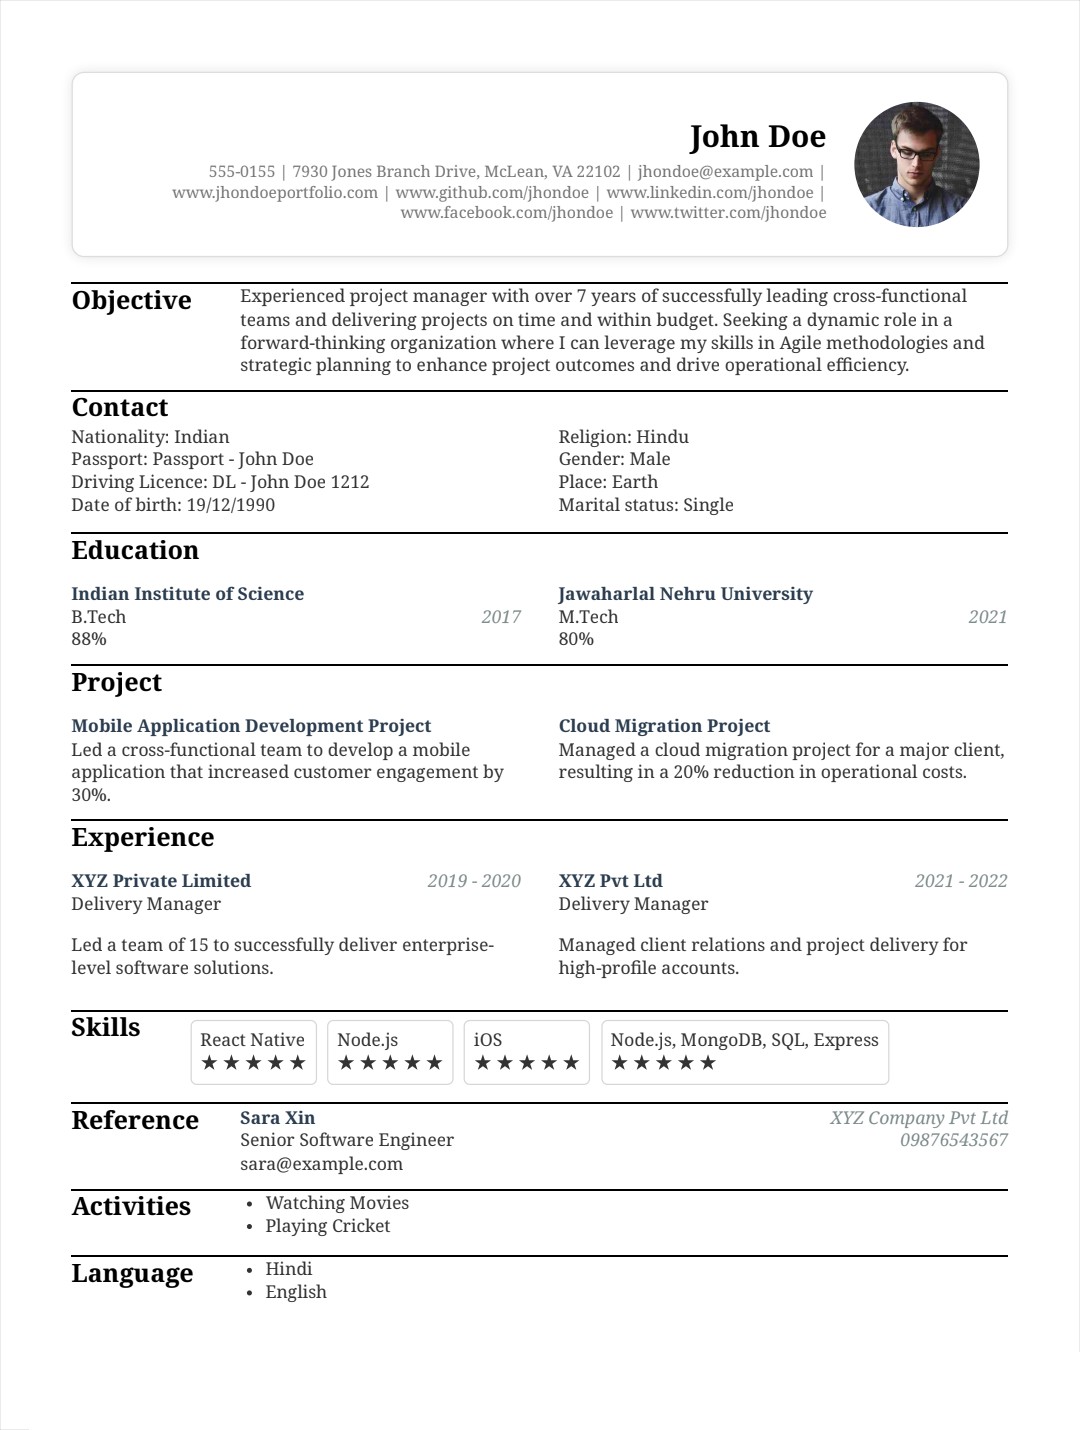 John Doe
555-0155 | 7930 Jones Branch Drive, McLean, VA 22102 | jhondoe@example.com |
www.jhondoeportfolio.com | www.github.com/jhondoe | www.linkedin.com/jhondoe |
www.facebook.com/jhondoe | www.twitter.com/jhondoe
Objective
Experienced project manager with over 7 years of successfully leading cross-functional
teams and delivering projects on time and within budget. Seeking a dynamic role in a
forward-thinking organization where I can leverage my skills in Agile methodologies and
strategic planning to enhance project outcomes and drive operational efficiency.
Contact
Nationality: Indian
Passport: Passport - John Doe
Driving Licence: DL - John Doe 1212
Date of birth: 19/12/1990
Religion: Hindu
Gender: Male
Place: Earth
Marital status: Single
Education
Indian Institute of Science
B.Tech 2017
88%
Jawaharlal Nehru University
M.Tech 2021
80%
Project
Mobile Application Development Project
Led a cross-functional team to develop a mobile
application that increased customer engagement by
30%.
Cloud Migration Project
Managed a cloud migration project for a major client,
resulting in a 20% reduction in operational costs.
Experience
XYZ Private Limited 2019 - 2020
Delivery Manager
Led a team of 15 to successfully deliver enterprise-
level software solutions.
XYZ Pvt Ltd 2021 - 2022
Delivery Manager
Managed client relations and project delivery for
high-profile accounts.
Skills
React Native
★★★★★
Node.js
★★★★★
iOS
★★★★★
Node.js, MongoDB, SQL, Express
★★★★★
Reference
Sara Xin XYZ Company Pvt Ltd
Senior Software Engineer 09876543567
sara@example.com
Activities
• Watching Movies
• Playing Cricket
Language
• Hindi
• English